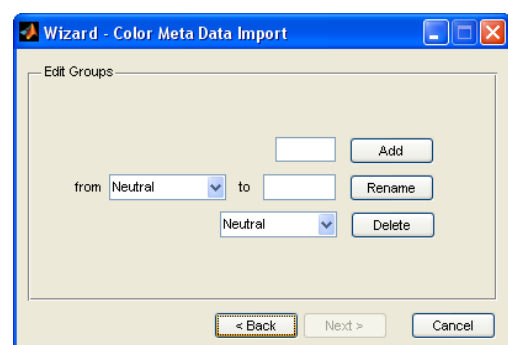 Wizard - Color Meta Data Import
Edit Groups
Add
from Neutral to Rename
Neutral Delete
< Back Next > Cancel